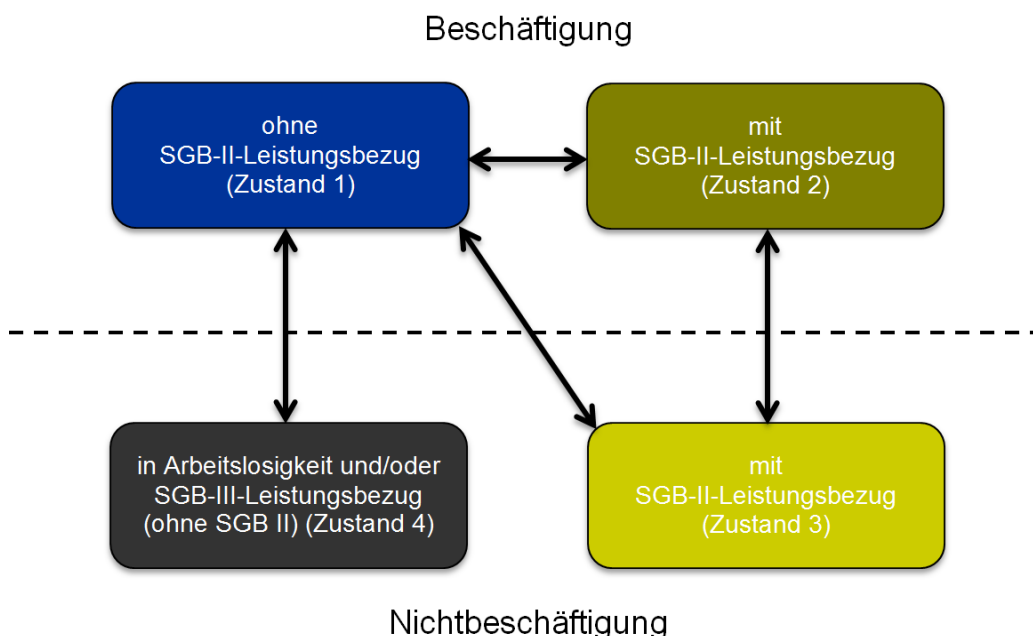 Beschäftigung
ohne
SGB-II-Leistungsbezug
(Zustand 1)
mit
SGB-II-Leistungsbezug
(Zustand 2)
in Arbeitslosigkeit und/oder
SGB-III-Leistungsbezug
(ohne SGB II) (Zustand 4)
mit
SGB-II-Leistungsbezug
(Zustand 3)
Nichtbeschäftigung